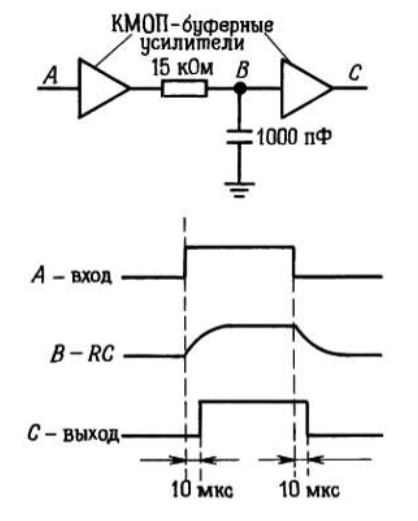 КМОП-буферные
усилители
A
15 кОм
B
C
1000 пФ
A – вход
B – RC
C – выход
10 мкс 10 мкс